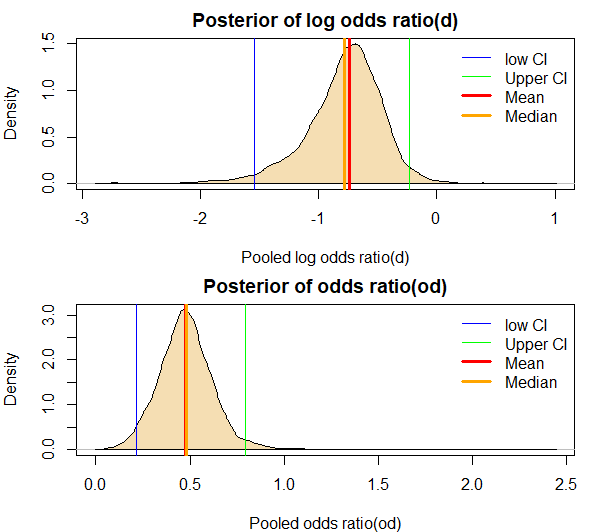 Posterior of log odds ratio(d)
Density
0.0 0.5 1.0 1.5
low CI
Upper CI
Mean
Median
-3 -2 -1 0 1
Pooled log odds ratio(d)
Posterior of odds ratio(od)
Density
0.0 1.0 2.0 3.0
low CI
Upper CI
Mean
Median
0.0 0.5 1.0 1.5 2.0 2.5
Pooled odds ratio(od)